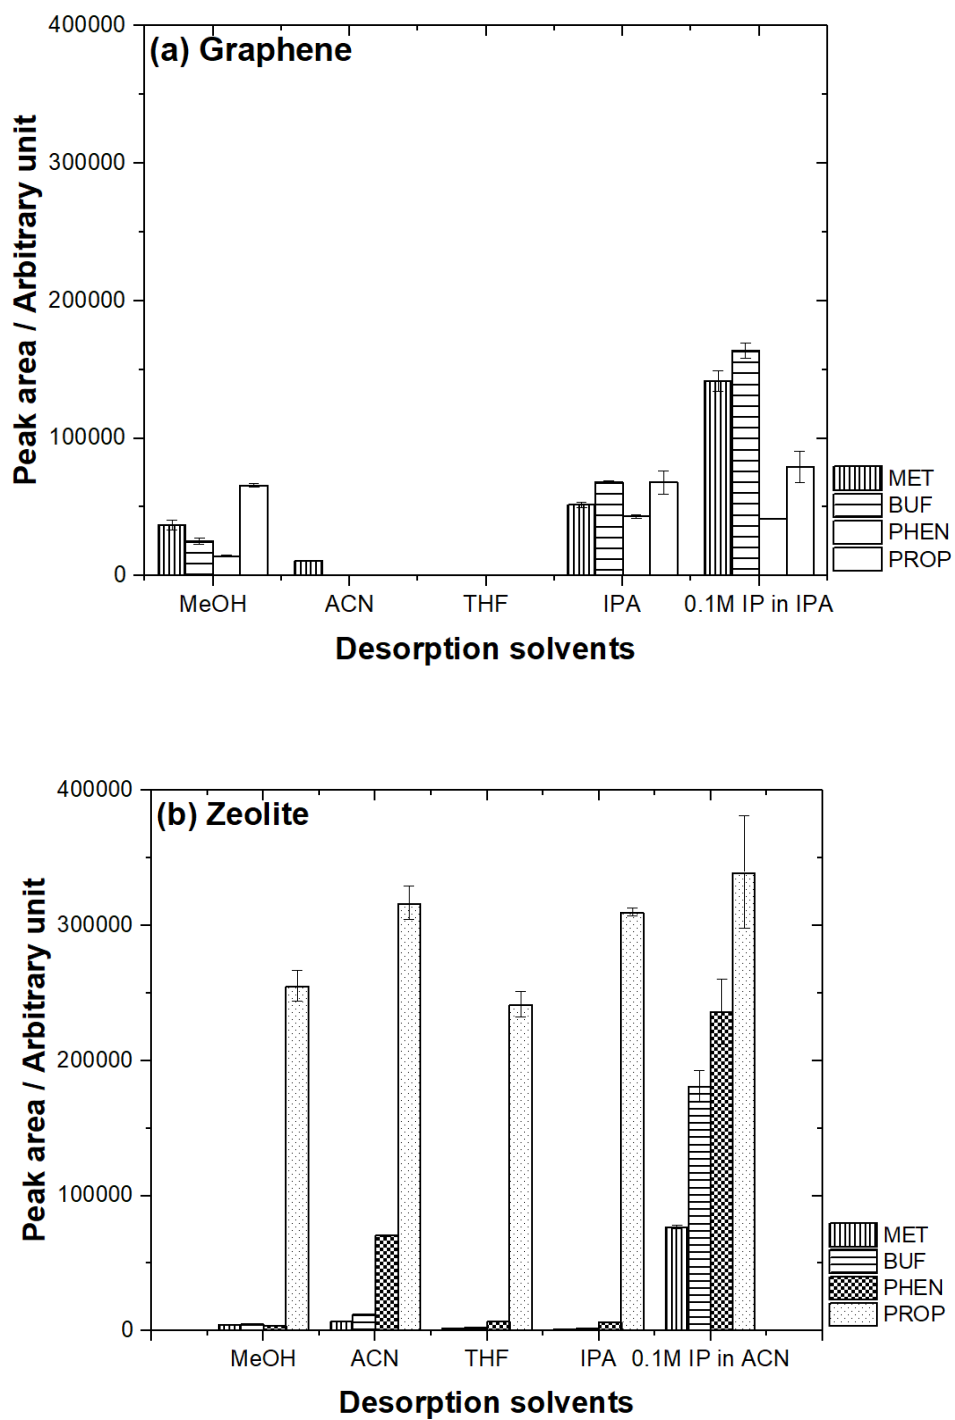 (a) Graphene
Peak area / Arbitrary unit
400000
300000
200000
100000
0
MeOH ACN THF IPA 0.1M IP in IPA
Desorption solvents
MET
BUF
PHEN
PROP
(b) Zeolite
Peak area / Arbitrary unit
400000
300000
200000
100000
0
MeOH ACN THF IPA 0.1M IP in ACN
Desorption solvents
MET
BUF
PHEN
PROP